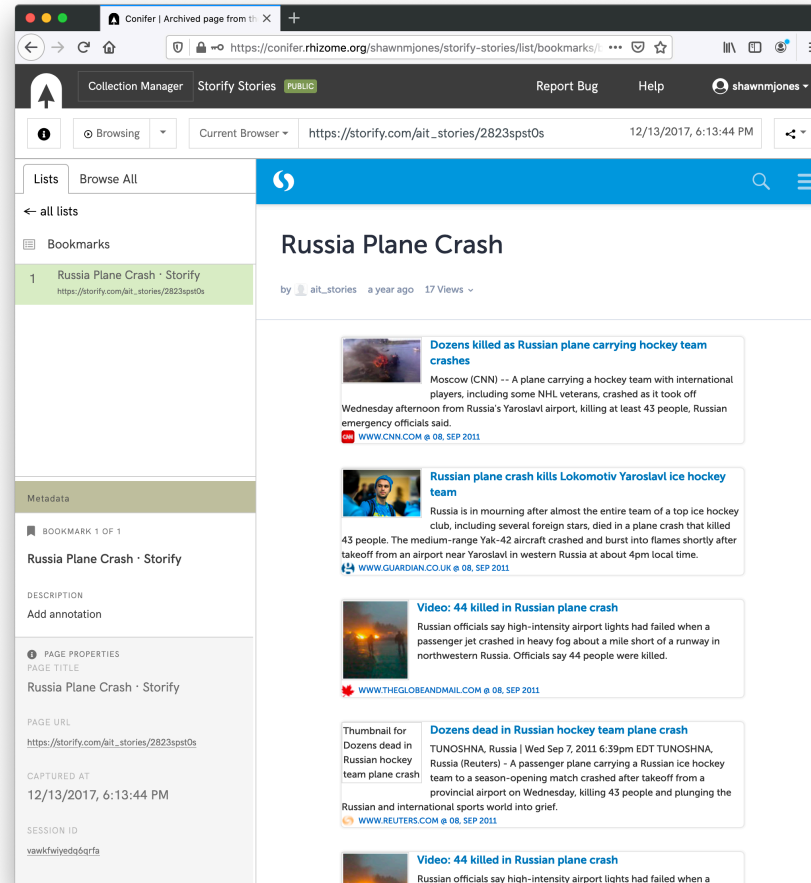 Conifer | Archived page from th
https://conifer.rhizome.org/shawnmjones/storify-stories/list/bookmarks/b
Collection Manager Storify Stories PUBLIC Report Bug Help shawnmjones
Browsing Current Browser https://storify.com/ait_stories/2823spst0s 12/13/2017, 6:13:44 PM
Lists Browse All
← all lists
Bookmarks
1 Russia Plane Crash · Storify
https://storify.com/ait_stories/2823spst0s
Metadata
BOOKMARK 1 OF 1
Russia Plane Crash · Storify
DESCRIPTION
Add annotation
PAGE PROPERTIES
PAGE TITLE
Russia Plane Crash · Storify
PAGE URL
https://storify.com/ait_stories/2823spst0s
CAPTURED AT
12/13/2017, 6:13:44 PM
SESSION ID
vawkfwiyedq6qrfa
Russia Plane Crash
by ait_stories a year ago 17 Views
Dozens killed as Russian plane carrying hockey team
crashes
Moscow (CNN) -- A plane carrying a hockey team with international
players, including some NHL veterans, crashed as it took off
Wednesday afternoon from Russia's Yaroslavl airport, killing at least 43 people, Russian
emergency officials said.
CNN WWW.CNN.COM @ 08, SEP 2011
Russian plane crash kills Lokomotiv Yaroslavl ice hockey
team
Russia is in mourning after almost the entire team of a top ice hockey
club, including several foreign stars, died in a plane crash that killed
43 people. The medium-range Yak-42 aircraft crashed and burst into flames shortly after
takeoff from an airport near Yaroslavl in western Russia at about 4pm local time.
WWW.GUARDIAN.CO.UK @ 08, SEP 2011
Video: 44 killed in Russian plane crash
Russian officials say high-intensity airport lights had failed when a
passenger jet crashed in heavy fog about a mile short of a runway in
northwestern Russia. Officials say 44 people were killed.
WWW.THEGLOBEANDMAIL.COM @ 08, SEP 2011
Thumbnail for
Dozens dead in
Russian hockey
team plane crash
Dozens dead in Russian hockey team plane crash
TUNOSHNA, Russia | Wed Sep 7, 2011 6:39pm EDT TUNOSHNA,
Russia (Reuters) - A passenger plane carrying a Russian ice hockey
team to a season-opening match crashed after takeoff from a
provincial airport on Wednesday, killing 43 people and plunging the
Russian and international sports world into grief.
WWW.REUTERS.COM @ 08, SEP 2011
Video: 44 killed in Russian plane crash
Russian officials say high-intensity airport lights had failed when a